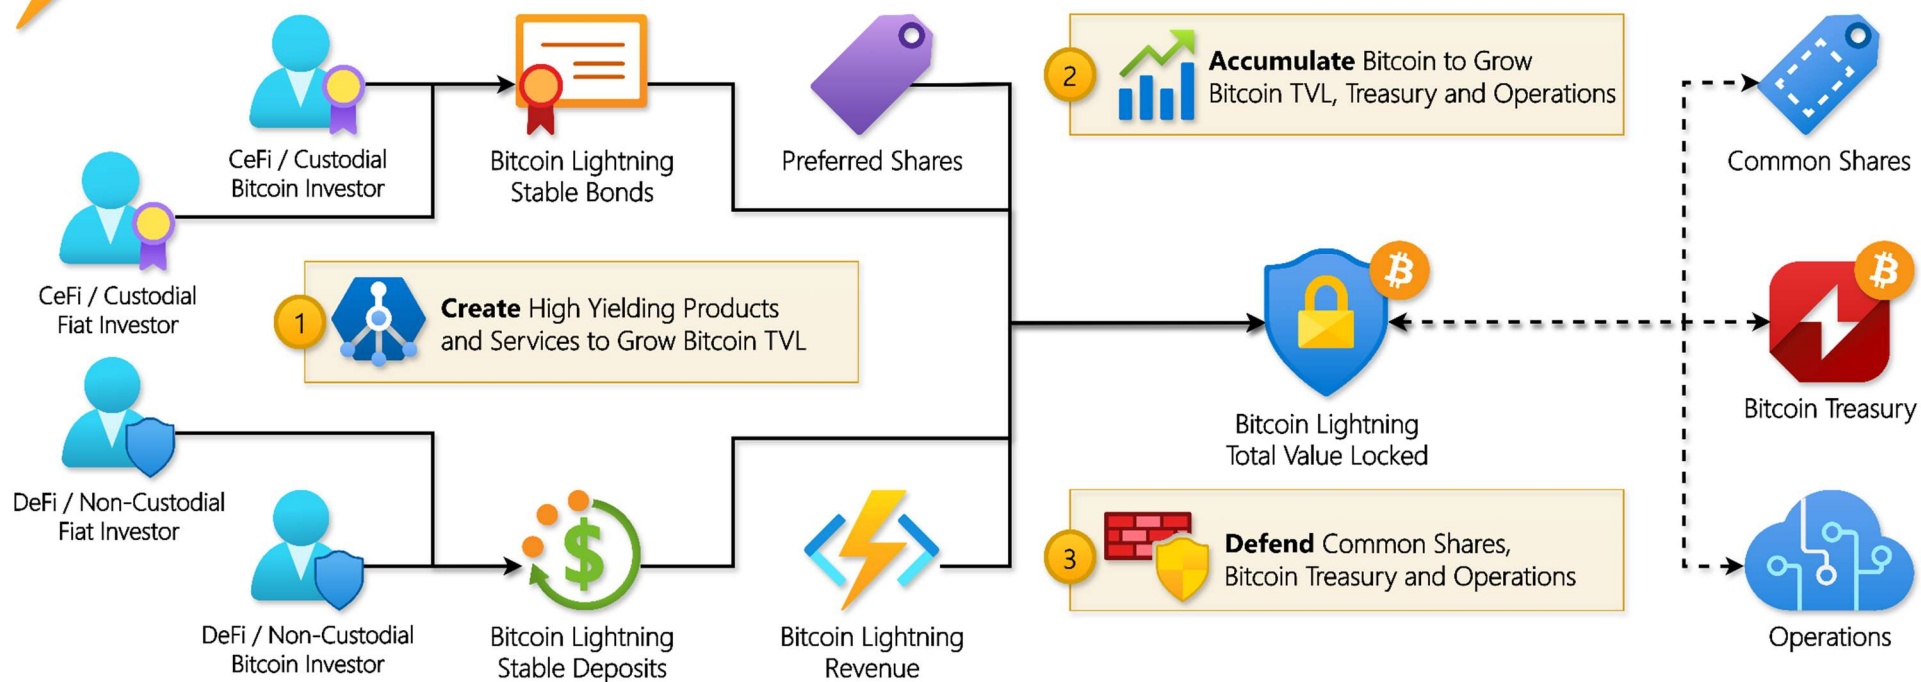 CeFi / Custodial
Bitcoin Investor
Bitcoin Lightning
Stable Bonds
Preferred Shares
2
Accumulate Bitcoin to Grow
Bitcoin TVL, Treasury and Operations
Common Shares
CeFi / Custodial
Fiat Investor
1
Create High Yielding Products
and Services to Grow Bitcoin TVL
Bitcoin Lightning
Total Value Locked
Bitcoin Treasury
DeFi / Non-Custodial
Fiat Investor
3
Defend Common Shares,
Bitcoin Treasury and Operations
DeFi / Non-Custodial
Bitcoin Investor
$
Bitcoin Lightning
Stable Deposits
Bitcoin Lightning
Revenue
Operations